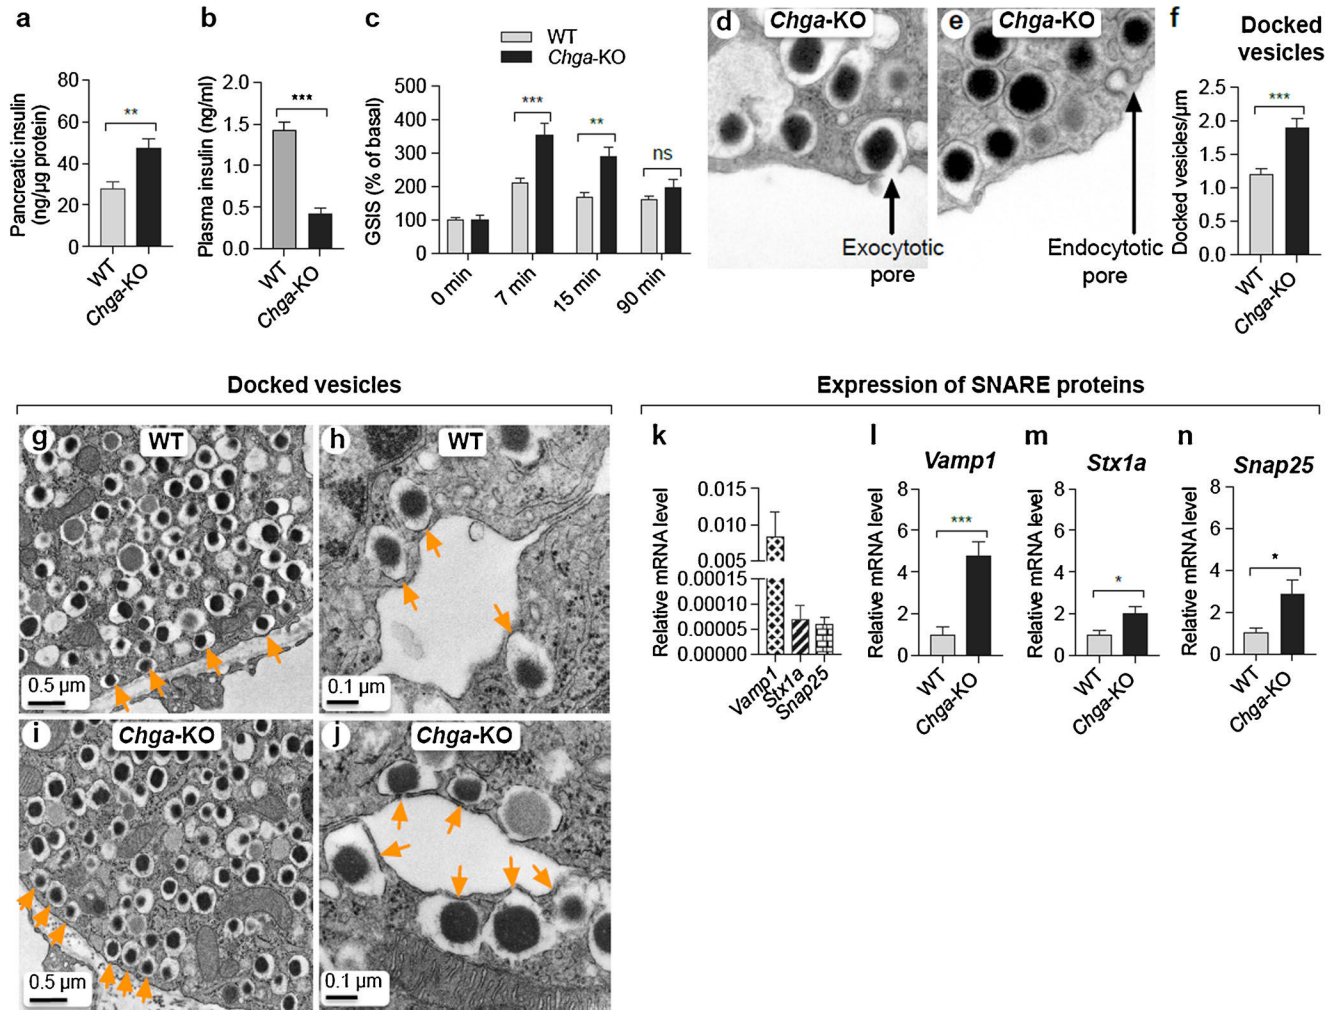 a
Pancreatic insulin
(ng/µg protein)
80
60
40
20
0
**
WT
Chga-KO
b
Plasma insulin (ng/ml)
2.0
1.5
1.0
0.5
0.0
***
WT
Chga-KO
c
WT
Chga-KO
GSIS (% of basal)
500
400
300
200
100
0
***
**
ns
0 min
7 min
15 min
90 min
d
Chga-KO
Exocytotic
pore
e
Chga-KO
Endocytotic
pore
f
Docked
vesicles
Docked vesicles/µm
2.5
2.0
1.5
1.0
0.5
0.0
***
WT
Chga-KO
Docked vesicles
g
WT
0.5 µm
h
WT
0.1 µm
i
Chga-KO
0.5 µm
j
Chga-KO
0.1 µm
Expression of SNARE proteins
k
Relative mRNA level
0.015
0.010
0.005
0.00015
0.00010
0.00005
0.00000
Vamp1
Stx1a
Snap25
l
Vamp1
Relative mRNA level
8
6
4
2
0
***
WT
Chga-KO
m
Stx1a
Relative mRNA level
8
6
4
2
0
*
WT
Chga-KO
n
Snap25
Relative mRNA level
8
6
4
2
0
*
WT
Chga-KO